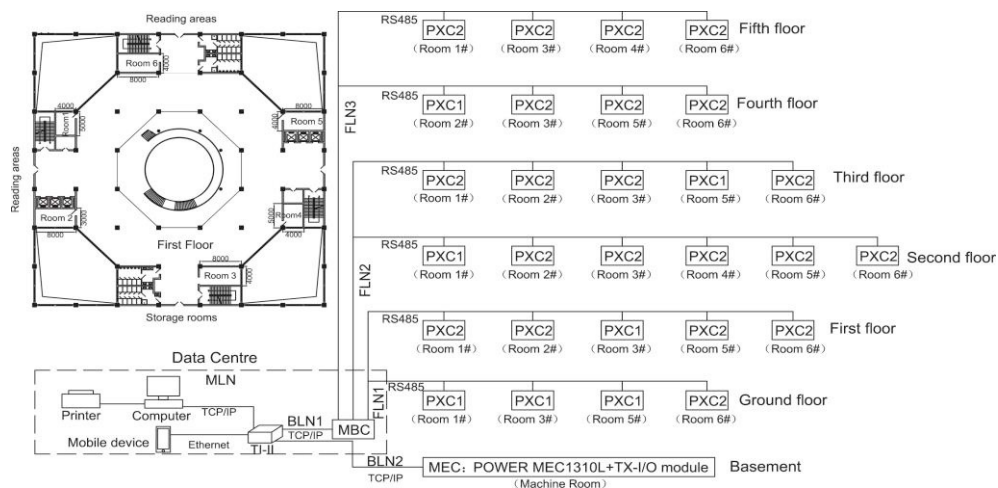 Reading areas
Room 6
4000
8000
4000
Room1
5000
8000
4000
Room 5
Reading areas
Room 2
3000
8000
5000
Room4
4000
First Floor
8000
Room 3
4000
Storage rooms
RS485
PXC2 PXC2 PXC2 PXC2 Fifth floor
(Room 1#) (Room 3#) (Room 4#) (Room 6#)
FLN3
RS485
PXC1 PXC2 PXC2 PXC2 Fourth floor
(Room 2#) (Room 3#) (Room 5#) (Room 6#)
RS485
PXC2 PXC2 PXC2 PXC1 PXC2 Third floor
(Room 1#) (Room 2#) (Room 3#) (Room 5#) (Room 6#)
FLN2
RS485
PXC1 PXC2 PXC2 PXC2 PXC2 PXC2 Second floor
(Room 1#) (Room 2#) (Room 3#) (Room 4#) (Room 5#) (Room 6#)
RS485
PXC2 PXC2 PXC1 PXC2 PXC2 First floor
(Room 1#) (Room 2#) (Room 3#) (Room 5#) (Room 6#)
FLN1
RS485
PXC1 PXC1 PXC1 PXC2 Ground floor
(Room 1#) (Room 3#) (Room 5#) (Room 6#)
Data Centre
MLN
Printer
Computer
TCP/IP
BLN1
TCP/IP
MBC
Mobile device
Ethernet
TI-II
BLN2
TCP/IP
MEC: POWER MEC1310L+TX-I/O module Basement
(Machine Room)